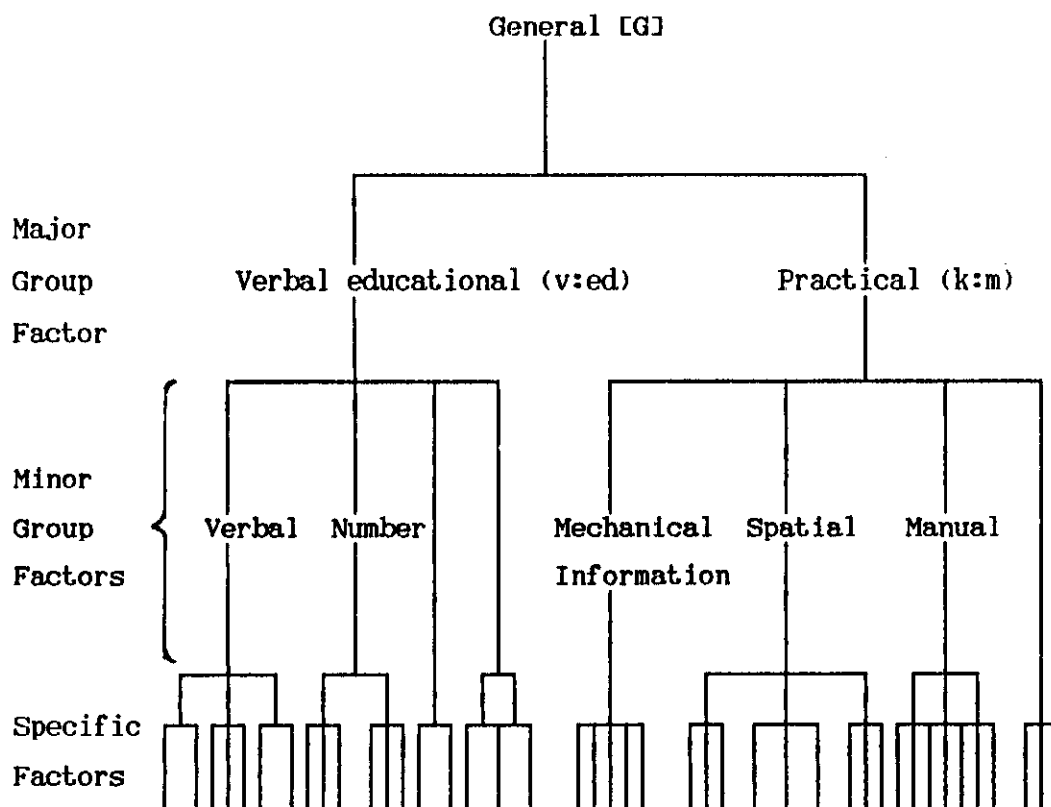 General [G]
Major
Group Verbal educational (v:ed) Practical (k:m)
Factor
Minor
Group Verbal Number Mechanical Spatial Manual
Factors Information
Specific
Factors